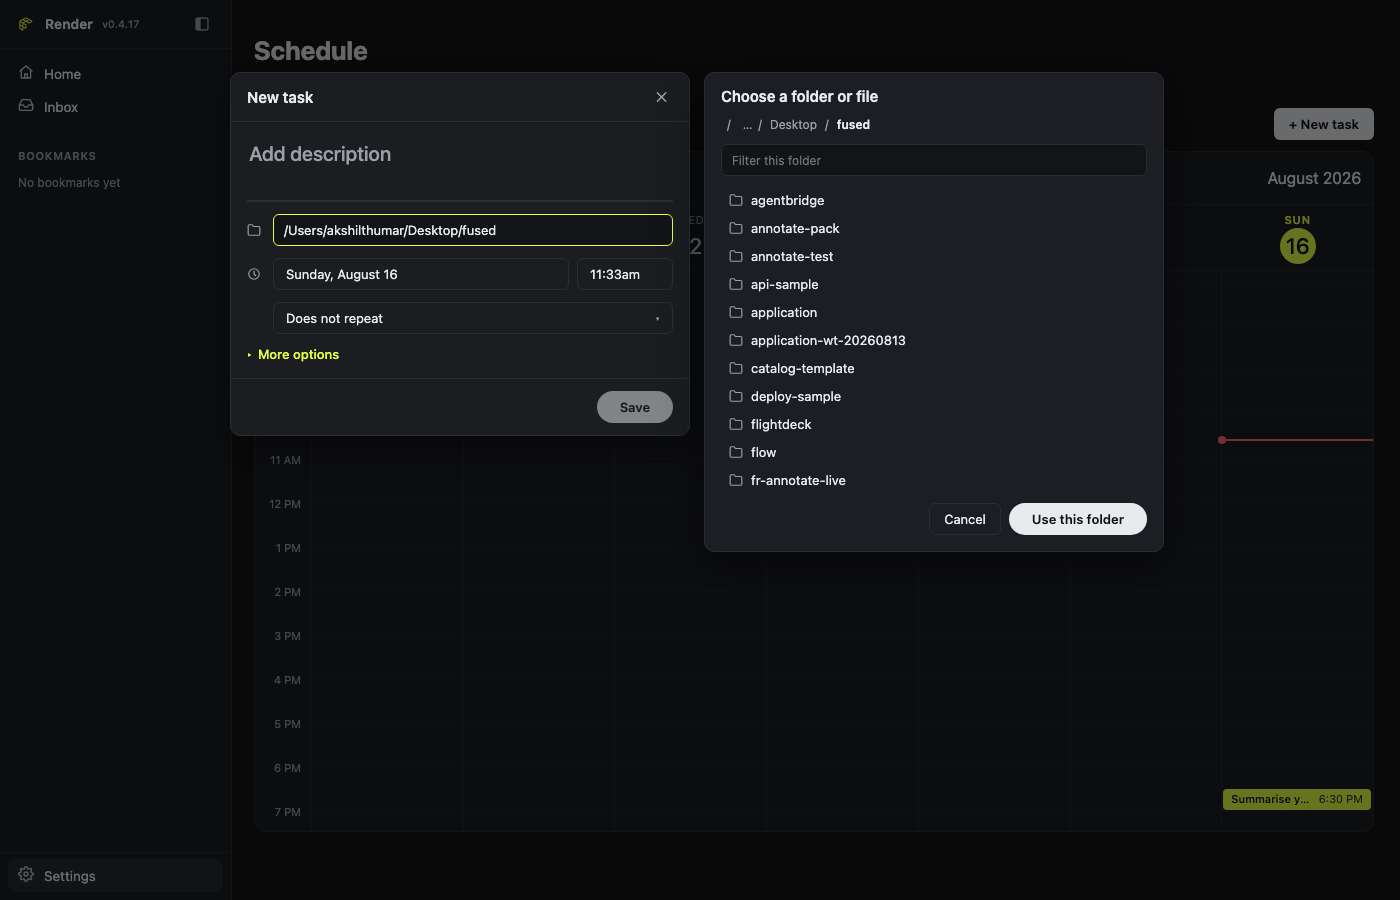 Render v0.4.17
Home
Inbox
BOOKMARKS
No bookmarks yet
Settings
Schedule
+ New task
August 2026
SUN
16
New task
Add description
/Users/akshilthumar/Desktop/fused
Sunday, August 16
11:33am
Does not repeat
More options
Save
Choose a folder or file
/ ... / Desktop / fused
Filter this folder
agentbridge
annotate-pack
annotate-test
api-sample
application
application-wt-20260813
catalog-template
deploy-sample
flightdeck
flow
fr-annotate-live
Cancel
Use this folder
11 AM
12 PM
1 PM
2 PM
3 PM
4 PM
5 PM
6 PM
7 PM
Summarise y... 6:30 PM